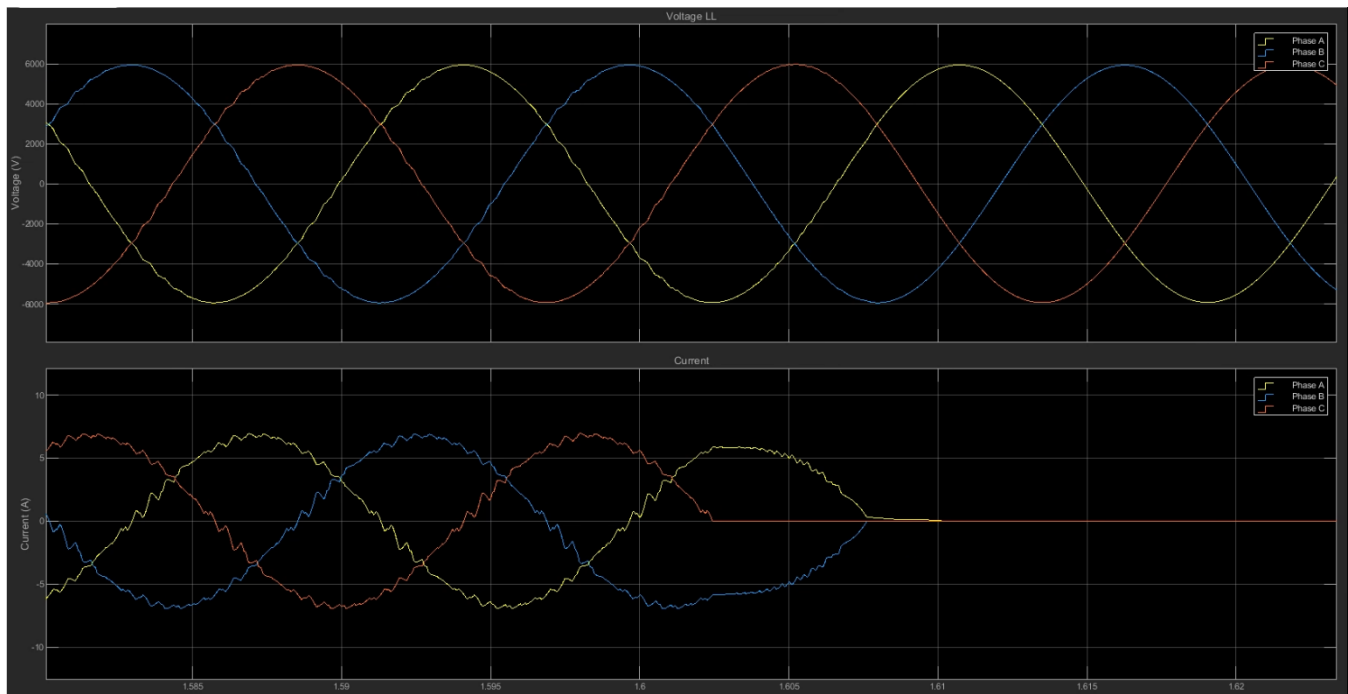 Voltage LL
Phase A
Phase B
Phase C
Voltage (V)
6000
4000
2000
0
-2000
-4000
-6000
Current
Phase A
Phase B
Phase C
Current (A)
10
5
0
-5
-10
1.585
1.59
1.595
1.6
1.605
1.61
1.615
1.62